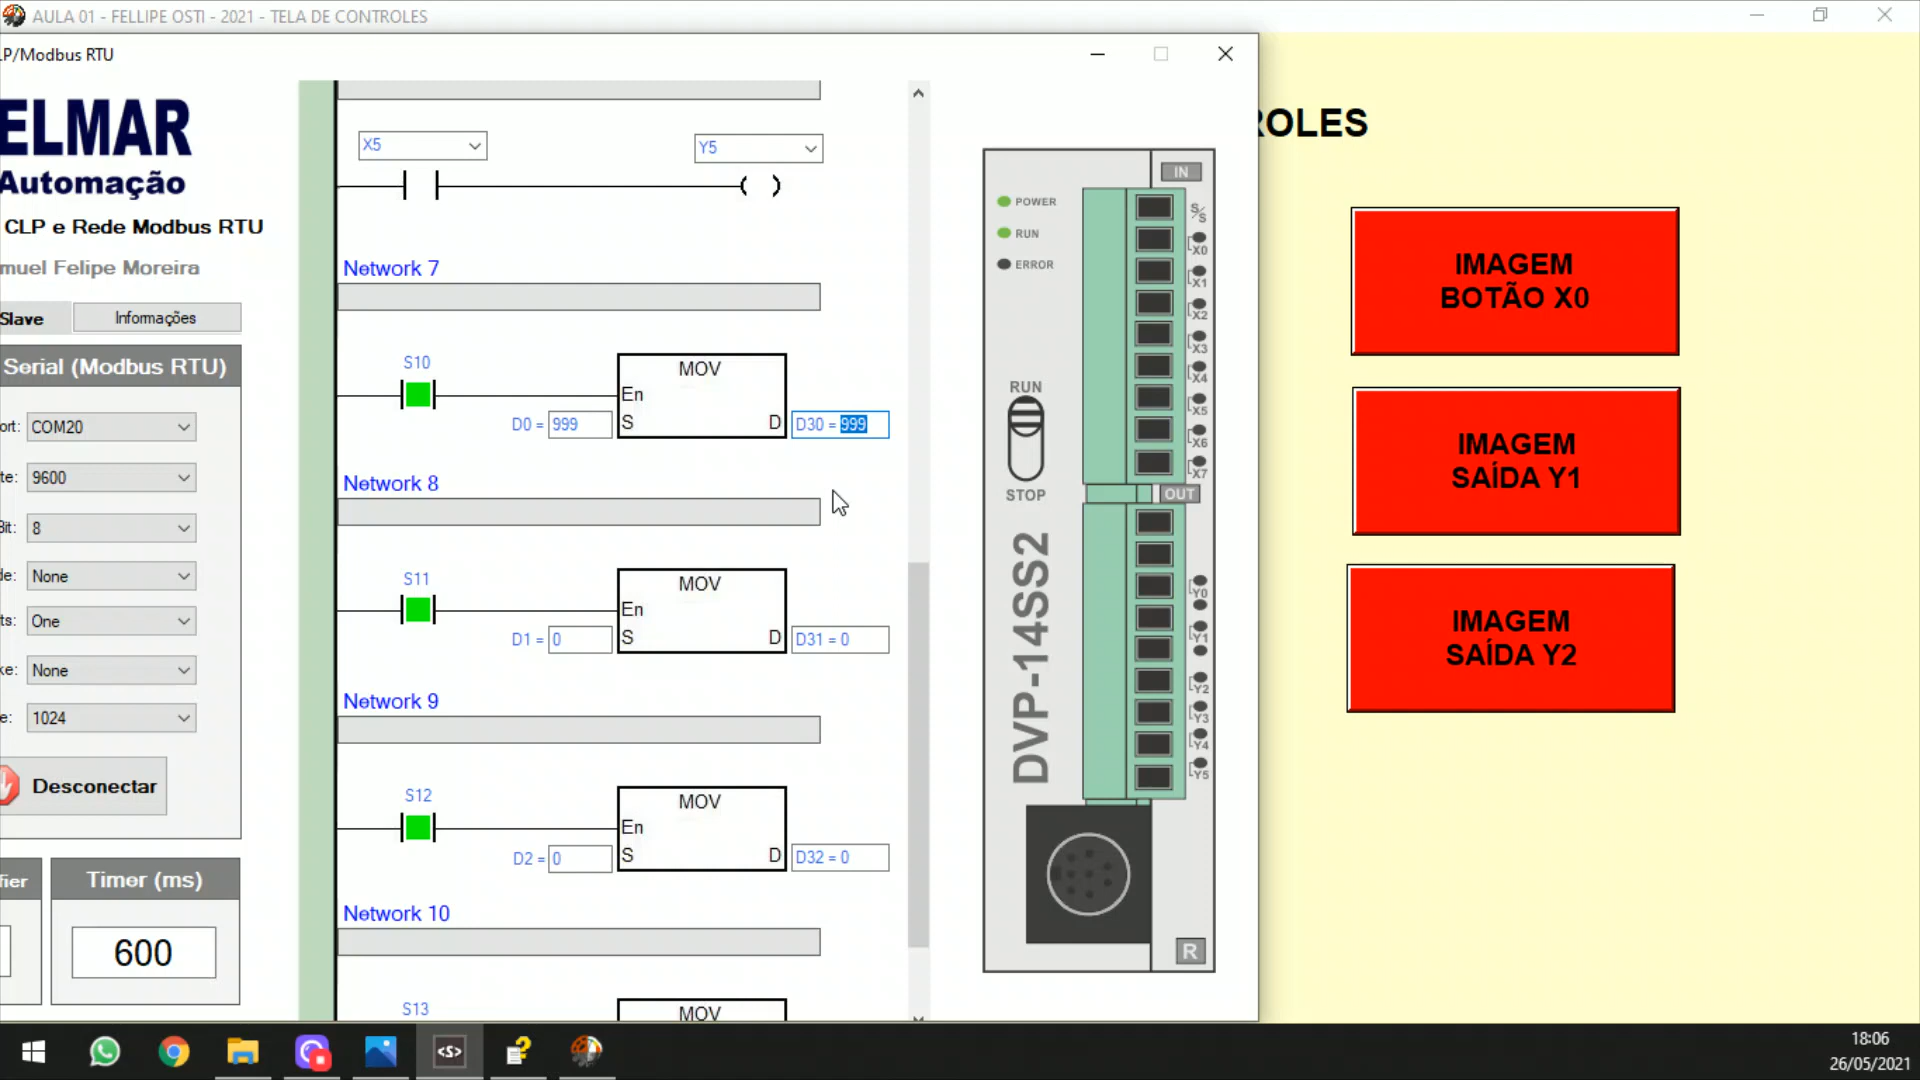 AULA 01 - FELLIPE OSTI - 2021 - TELA DE CONTROLES
LP/Modbus RTU
ELMAR
Automação
CLP e Rede Modbus RTU
muel Felipe Moreira
Slave
Informações
Serial (Modbus RTU)
ort:
COM20
te:
9600
Bit:
8
de:
None
ts:
One
ke:
None
e:
1024
Desconectar
fier
Timer (ms)
600
X5
Y5
Network 7
S10
MOV
En
D0 = 999
S
D
D30 = 999
Network 8
S11
MOV
En
D1 = 0
S
D
D31 = 0
Network 9
S12
MOV
En
D2 = 0
S
D
D32 = 0
Network 10
S13
MOV
IN
POWER
RUN
ERROR
S/S
X0
X1
X2
X3
X4
X5
X6
X7
RUN
STOP
OUT
DVP-14SS2
Y0
Y1
Y2
Y3
Y4
Y5
R
ROLES
IMAGEM
BOTÃO X0
IMAGEM
SAÍDA Y1
IMAGEM
SAÍDA Y2
<S>
?
18:06
26/05/2021